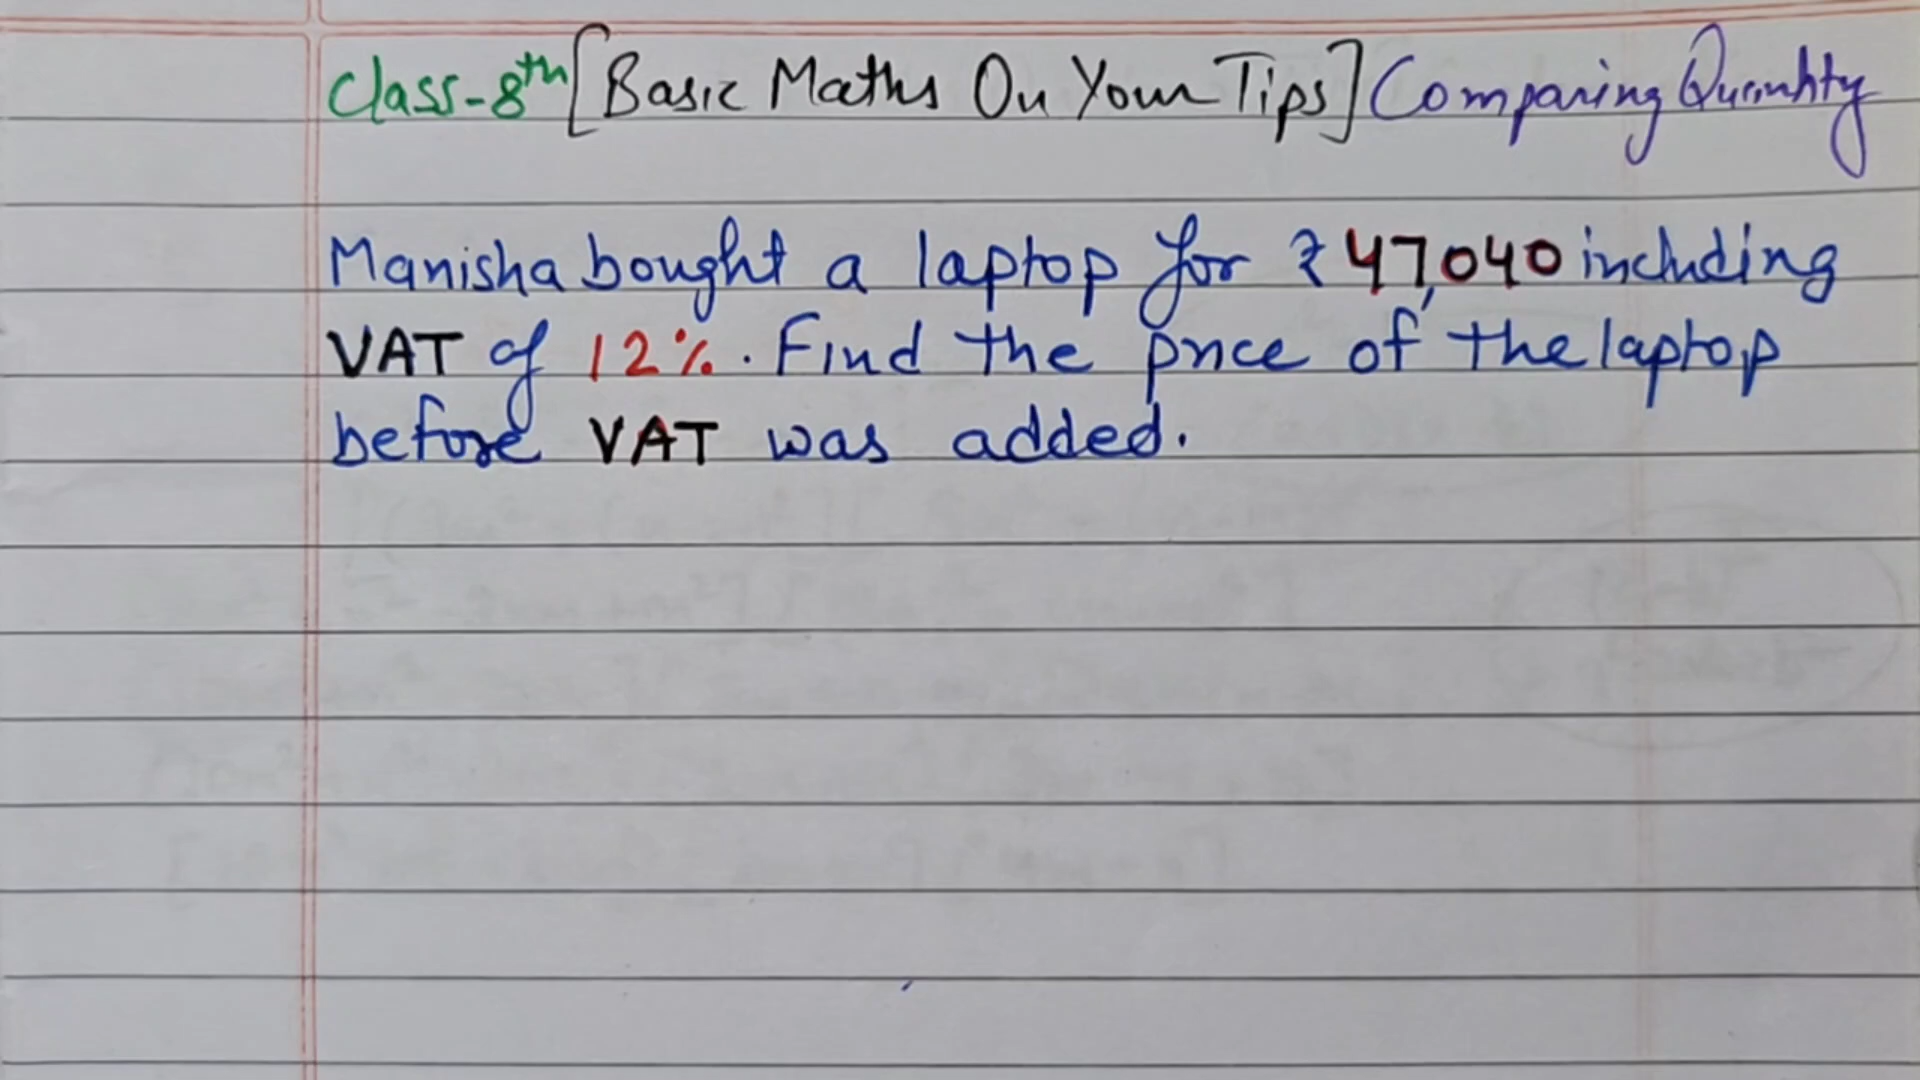 Class-8th [Basic Maths On Your Tips] Comparing Quantity
Manisha bought a laptop for ₹ 47,040 including
VAT of 12%. Find the price of the laptop
before VAT was added.